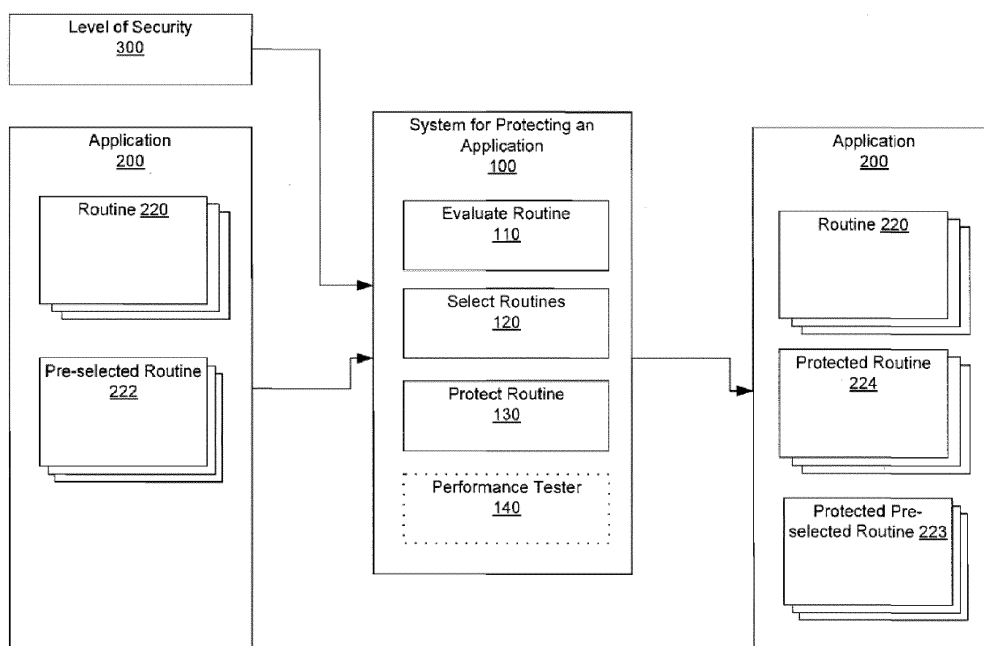 Level of Security
300
Application
200
Routine 220
Pre-selected Routine
222
System for Protecting an
Application
100
Evaluate Routine
110
Select Routines
120
Protect Routine
130
Performance Tester
140
Application
200
Routine 220
Protected Routine
224
Protected Pre-
selected Routine 223